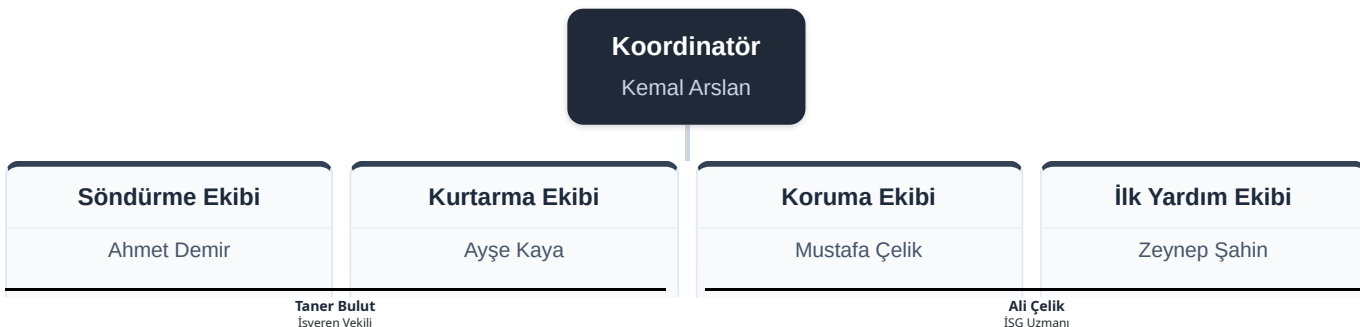 Koordinatör
Kemal Arslan
Söndürme Ekibi
Kurtarma Ekibi
Koruma Ekibi
İlk Yardım Ekibi
Ahmet Demir
Ayşe Kaya
Mustafa Çelik
Zeynep Şahin
Taner Bulut
Ali Çelik
İşveren Vekili
İSG Uzmanı